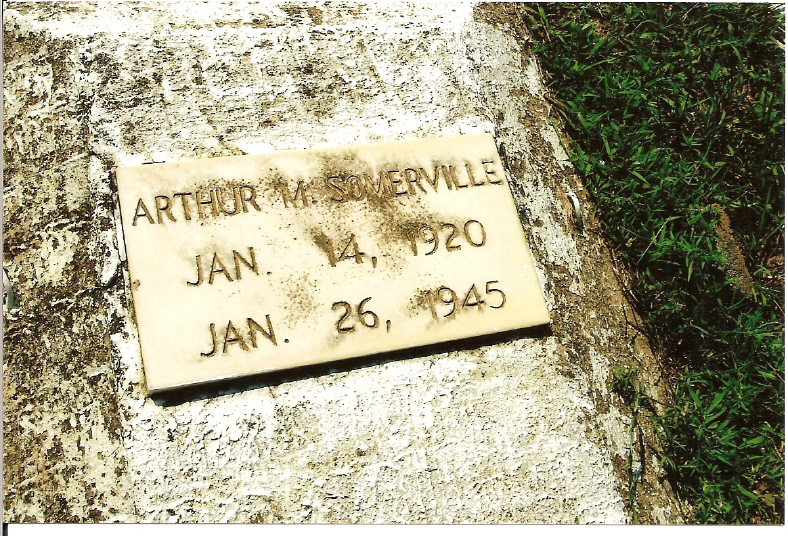 ARTHUR M. SOMERVILLE
JAN. 14, 1920
JAN. 26, 1945